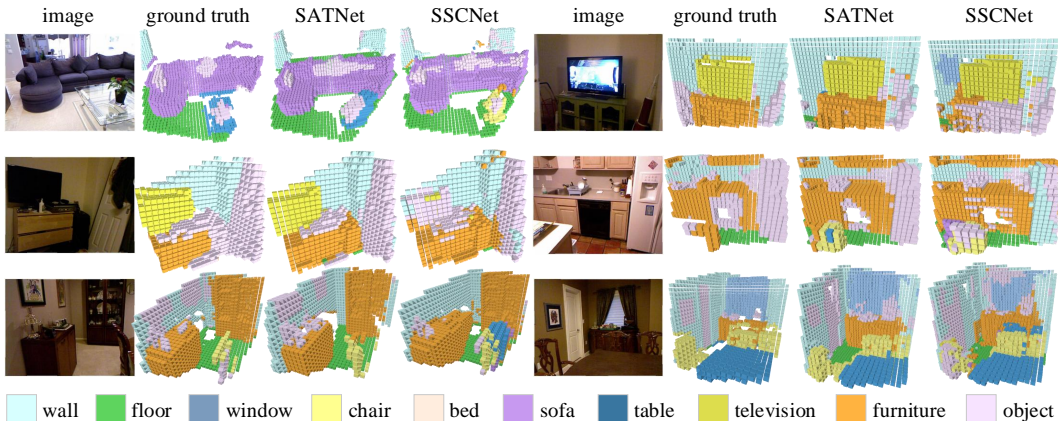 image ground truth SATNet SSCNet image ground truth SATNet SSCNet
wall floor window chair bed sofa table television furniture object